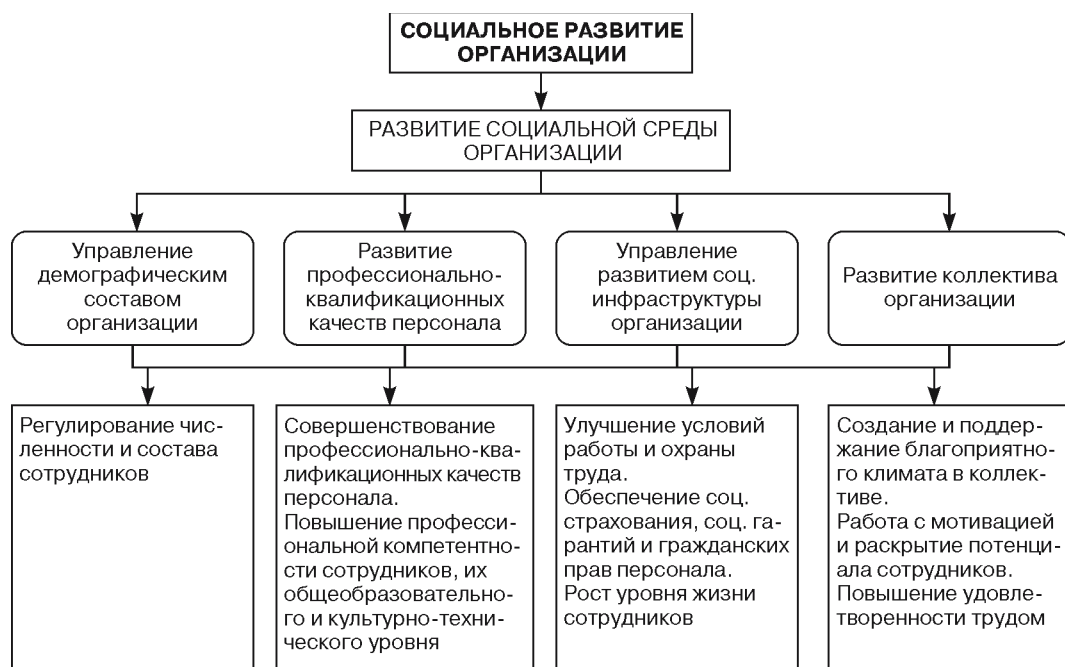 СОЦИАЛЬНОЕ РАЗВИТИЕ
ОРГАНИЗАЦИИ
РАЗВИТИЕ СОЦИАЛЬНОЙ СРЕДЫ
ОРГАНИЗАЦИИ
Управление
демографическим
составом
организации
Развитие
профессионально-
квалификационных
качеств персонала
Управление
развитием соц.
инфраструктуры
организации
Развитие коллектива
организации
Регулирование чис-
ленности и состава
сотрудников
Совершенствование
профессионально-ква-
лификационных качеств
персонала.
Повышение професси-
ональной компетентно-
сти сотрудников, их
общеобразовательно-
го и культурно-техни-
ческого уровня
Улучшение условий
работы и охраны
труда.
Обеспечение соц.
страхования, соц. га-
рантий и гражданских
прав персонала.
Рост уровня жизни
сотрудников
Создание и поддер-
жание благоприятно-
го климата в коллек-
тиве.
Работа с мотивацией
и раскрытие потенци-
ала сотрудников.
Повышение удовле-
творенности трудом